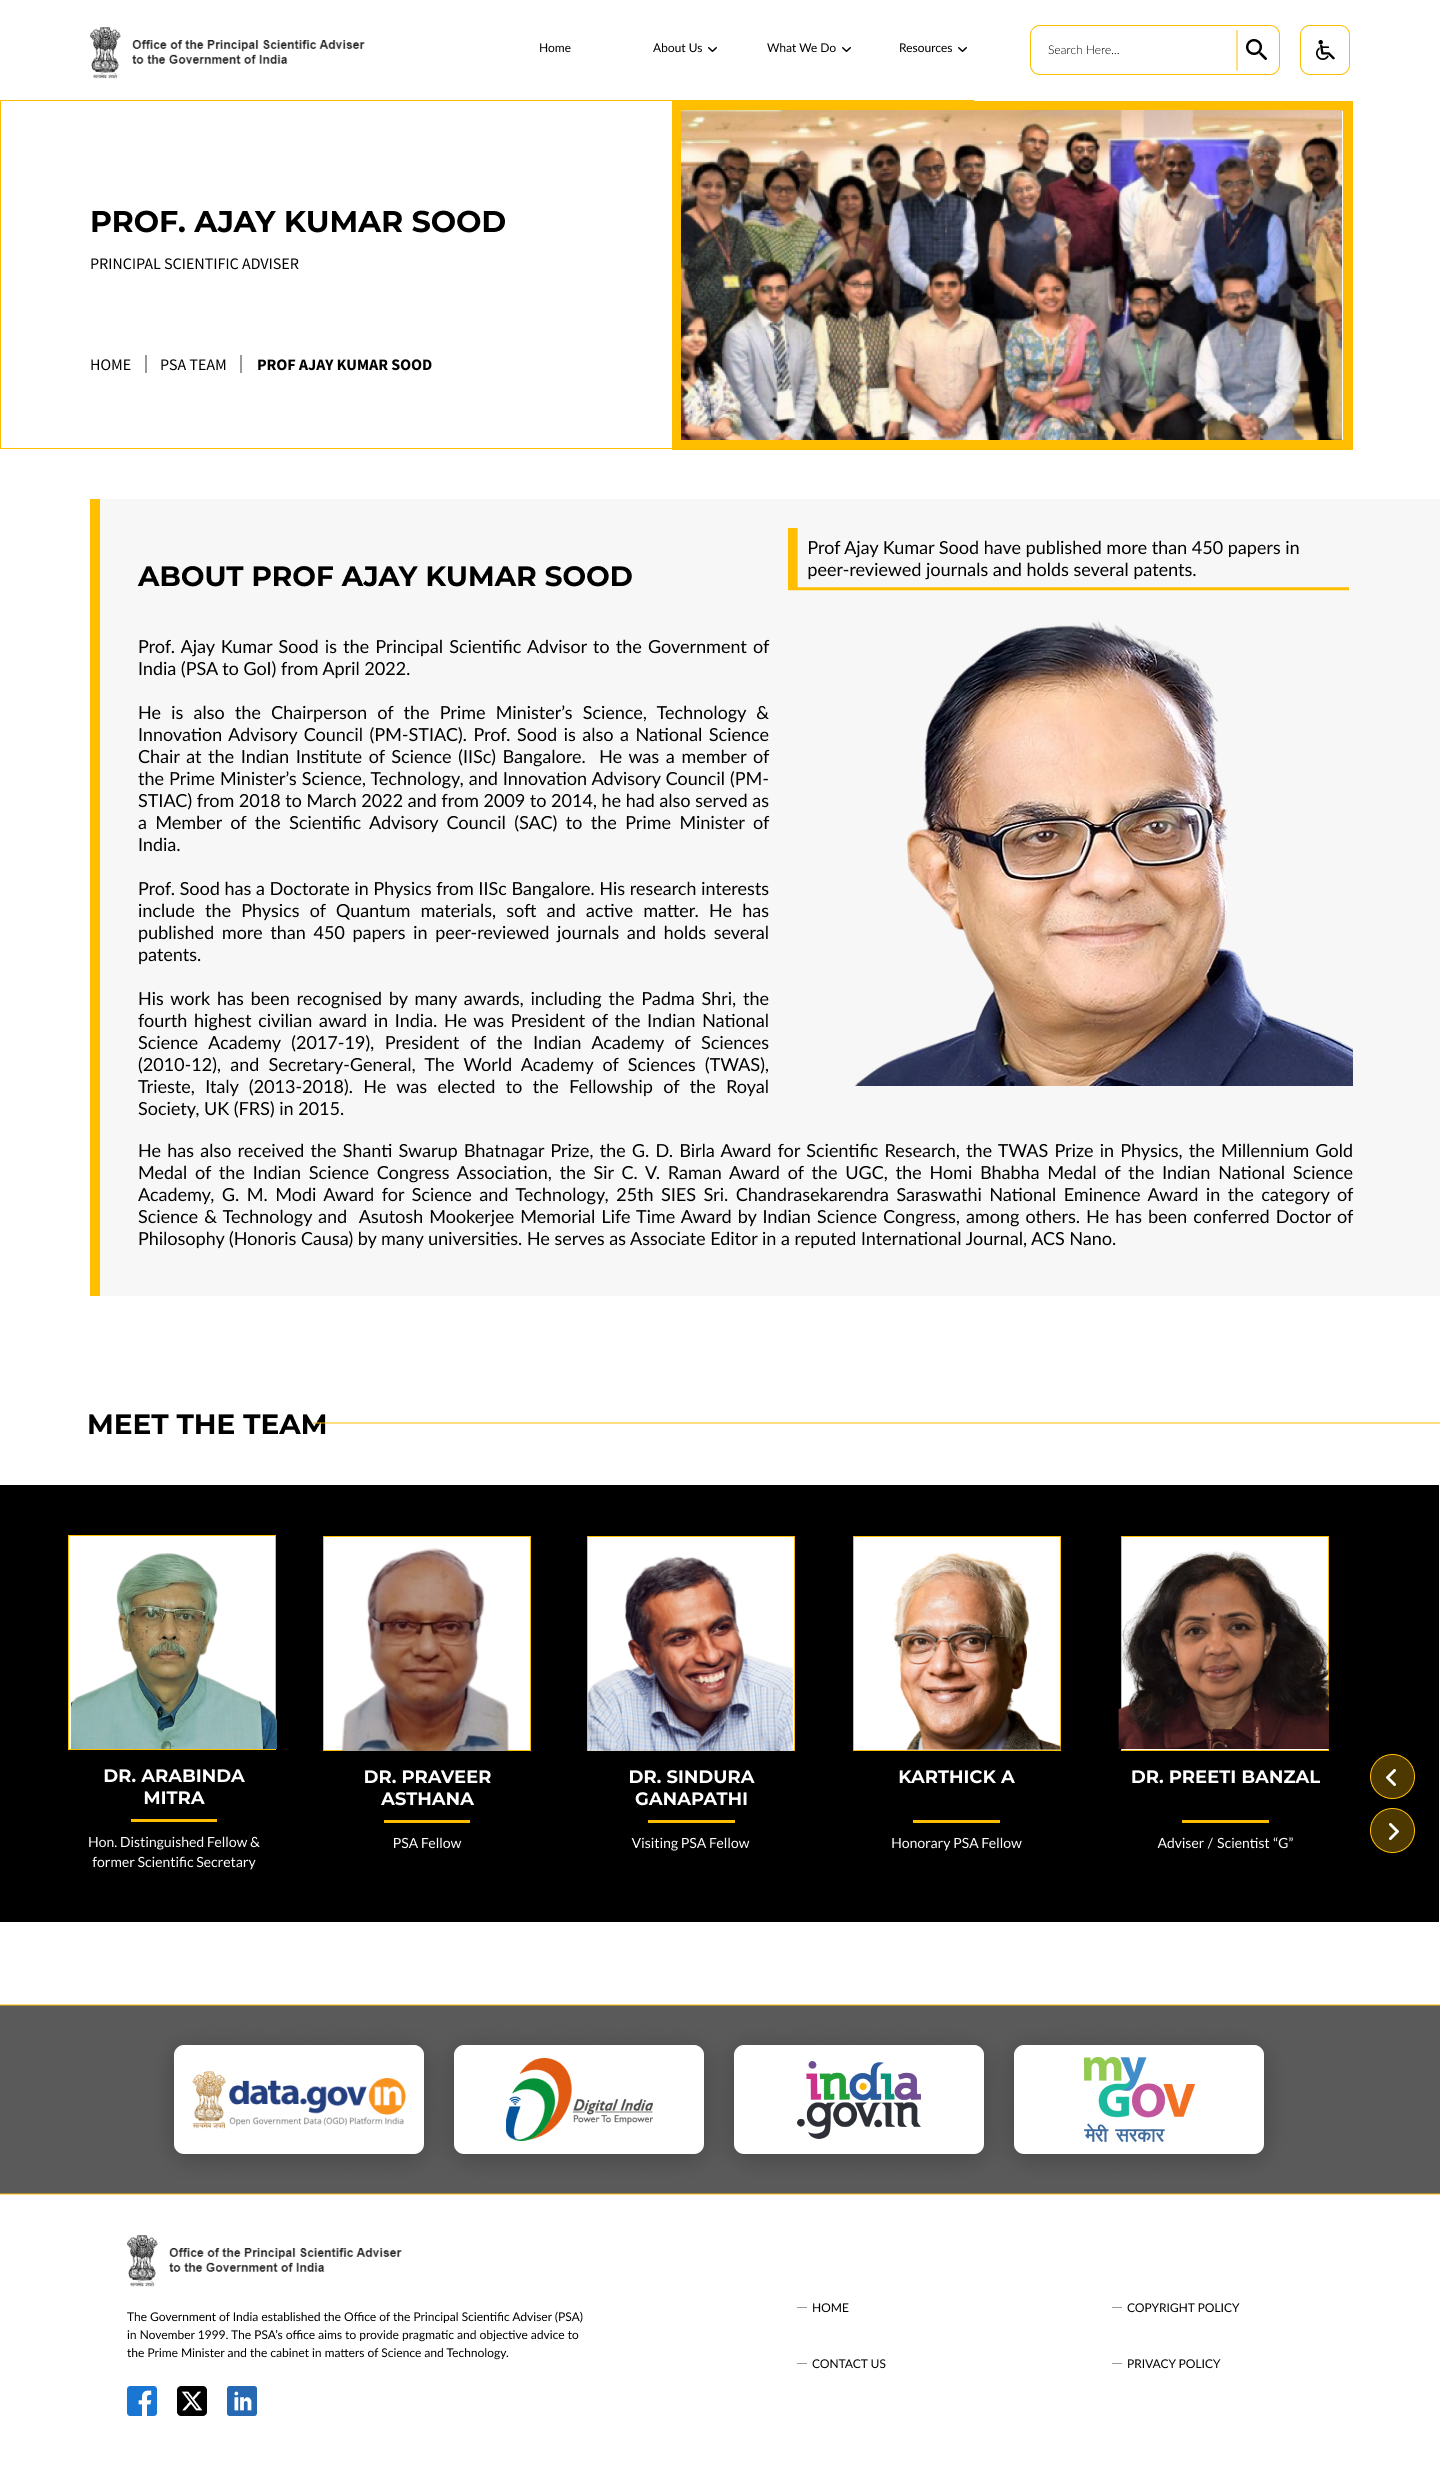 Office of the Principal Scientific Adviser
to the Government of India
Home
About Us
What We Do
Resources
Search Here...
PROF. AJAY KUMAR SOOD
PRINCIPAL SCIENTIFIC ADVISER
HOME | PSA TEAM | PROF AJAY KUMAR SOOD
ABOUT PROF AJAY KUMAR SOOD
Prof Ajay Kumar Sood have published more than 450 papers in
peer-reviewed journals and holds several patents.
Prof. Ajay Kumar Sood is the Principal Scientific Advisor to the Government of
India (PSA to GoI) from April 2022.
He is also the Chairperson of the Prime Minister’s Science, Technology &
Innovation Advisory Council (PM-STIAC). Prof. Sood is also a National Science
Chair at the Indian Institute of Science (IISc) Bangalore.  He was a member of
the Prime Minister’s Science, Technology, and Innovation Advisory Council (PM-
STIAC) from 2018 to March 2022 and from 2009 to 2014, he had also served as
a Member of the Scientific Advisory Council (SAC) to the Prime Minister of
India.
Prof. Sood has a Doctorate in Physics from IISc Bangalore. His research interests
include the Physics of Quantum materials, soft and active matter. He has
published more than 450 papers in peer-reviewed journals and holds several
patents.
His work has been recognised by many awards, including the Padma Shri, the
fourth highest civilian award in India. He was President of the Indian National
Science Academy (2017-19), President of the Indian Academy of Sciences
(2010-12), and Secretary-General, The World Academy of Sciences (TWAS),
Trieste, Italy (2013-2018). He was elected to the Fellowship of the Royal
Society, UK (FRS) in 2015.
He has also received the Shanti Swarup Bhatnagar Prize, the G. D. Birla Award for Scientific Research, the TWAS Prize in Physics, the Millennium Gold
Medal of the Indian Science Congress Association, the Sir C. V. Raman Award of the UGC, the Homi Bhabha Medal of the Indian National Science
Academy, G. M. Modi Award for Science and Technology, 25th SIES Sri. Chandrasekarendra Saraswathi National Eminence Award in the category of
Science & Technology and  Asutosh Mookerjee Memorial Life Time Award by Indian Science Congress, among others. He has been conferred Doctor of
Philosophy (Honoris Causa) by many universities. He serves as Associate Editor in a reputed International Journal, ACS Nano.
MEET THE TEAM
DR. ARABINDA
MITRA
Hon. Distinguished Fellow &
former Scientific Secretary
DR. PRAVEER
ASTHANA
PSA Fellow
DR. SINDURA
GANAPATHI
Visiting PSA Fellow
KARTHICK A
Honorary PSA Fellow
DR. PREETI BANZAL
Adviser / Scientist “G”
data.gov in
Open Government Data (OGD) Platform India
सत्यमेव जयते
Digital India
Power To Empower
india
.gov.in
my
GOV
मेरी सरकार
Office of the Principal Scientific Adviser
to the Government of India
The Government of India established the Office of the Principal Scientific Adviser (PSA)
in November 1999. The PSA’s office aims to provide pragmatic and objective advice to
the Prime Minister and the cabinet in matters of Science and Technology.
HOME
CONTACT US
COPYRIGHT POLICY
PRIVACY POLICY